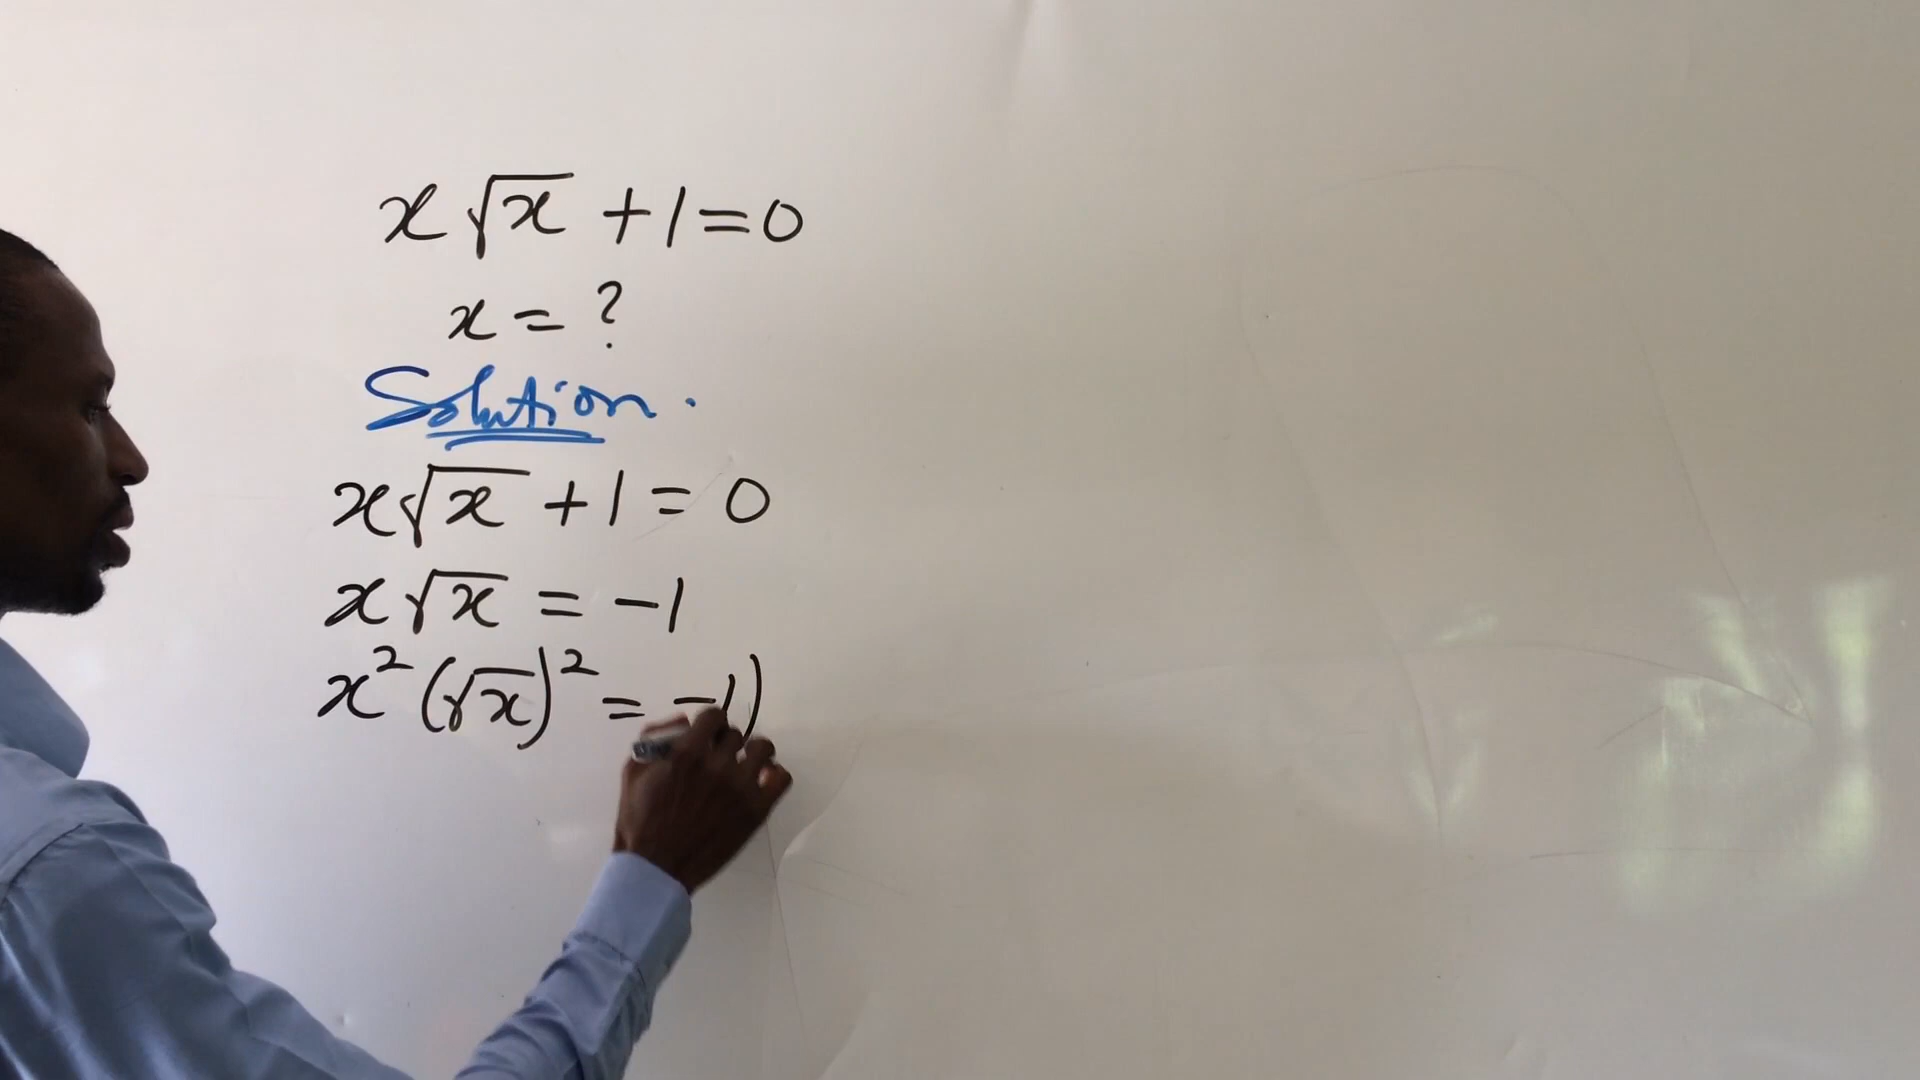 x√x + 1 = 0
x = ?
Solution.
x√x + 1 = 0
x√x = -1
x²(√x)² = -1)